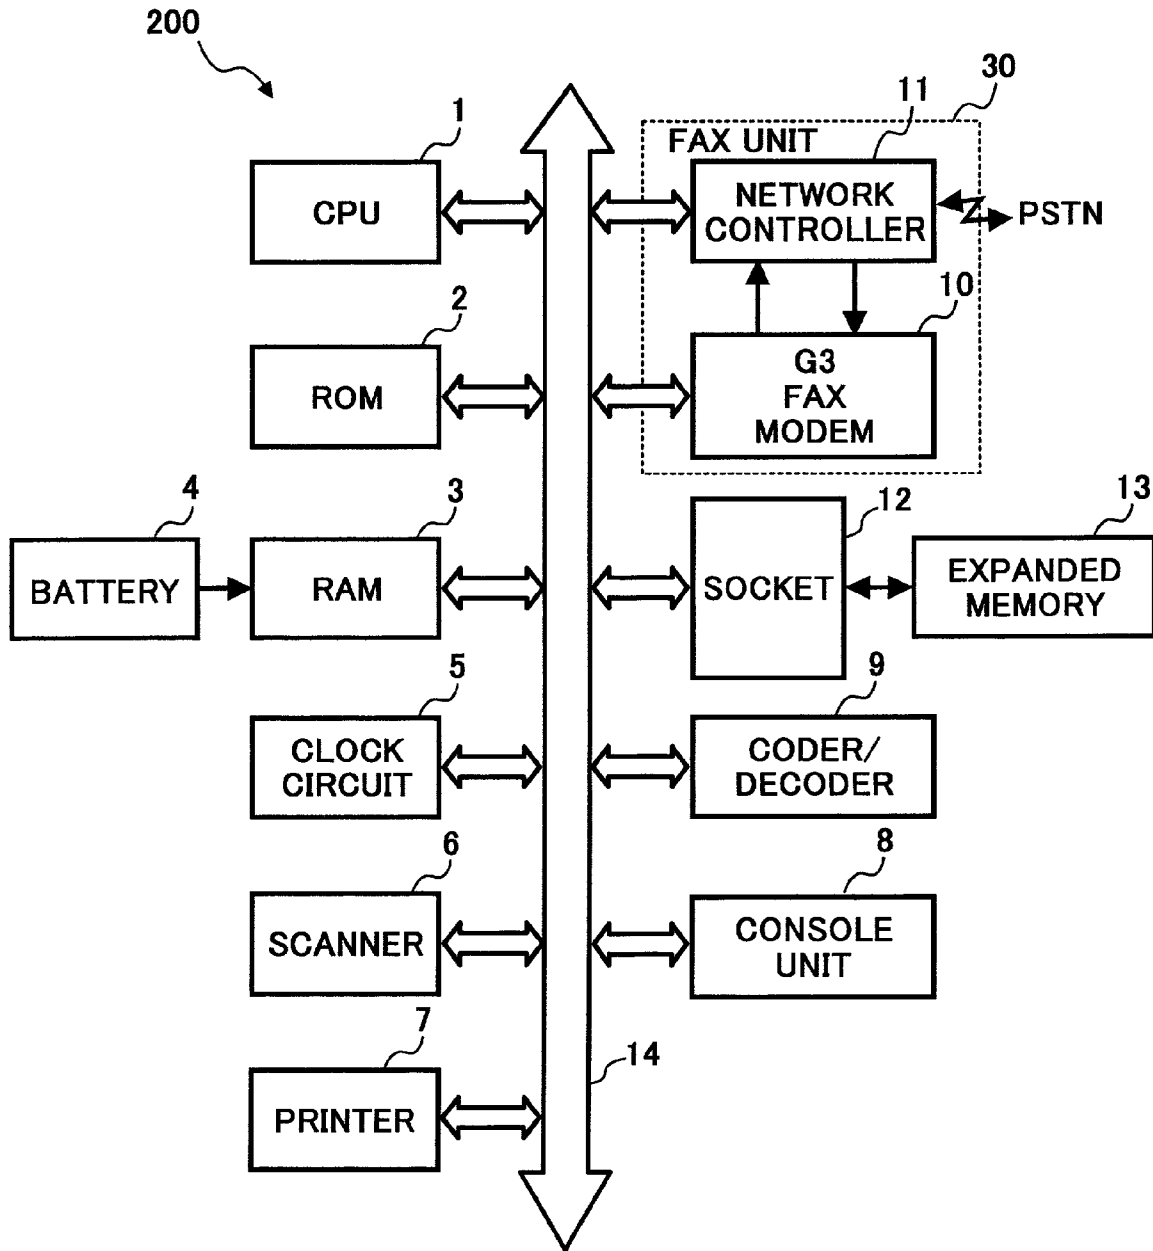 200
30
11
1
FAX UNIT
CPU
NETWORK
CONTROLLER
PSTN
10
2
ROM
G3
FAX
MODEM
4
3
12
13
BATTERY
RAM
SOCKET
EXPANDED
MEMORY
5
9
CLOCK
CIRCUIT
CODER/
DECODER
6
8
SCANNER
CONSOLE
UNIT
7
14
PRINTER